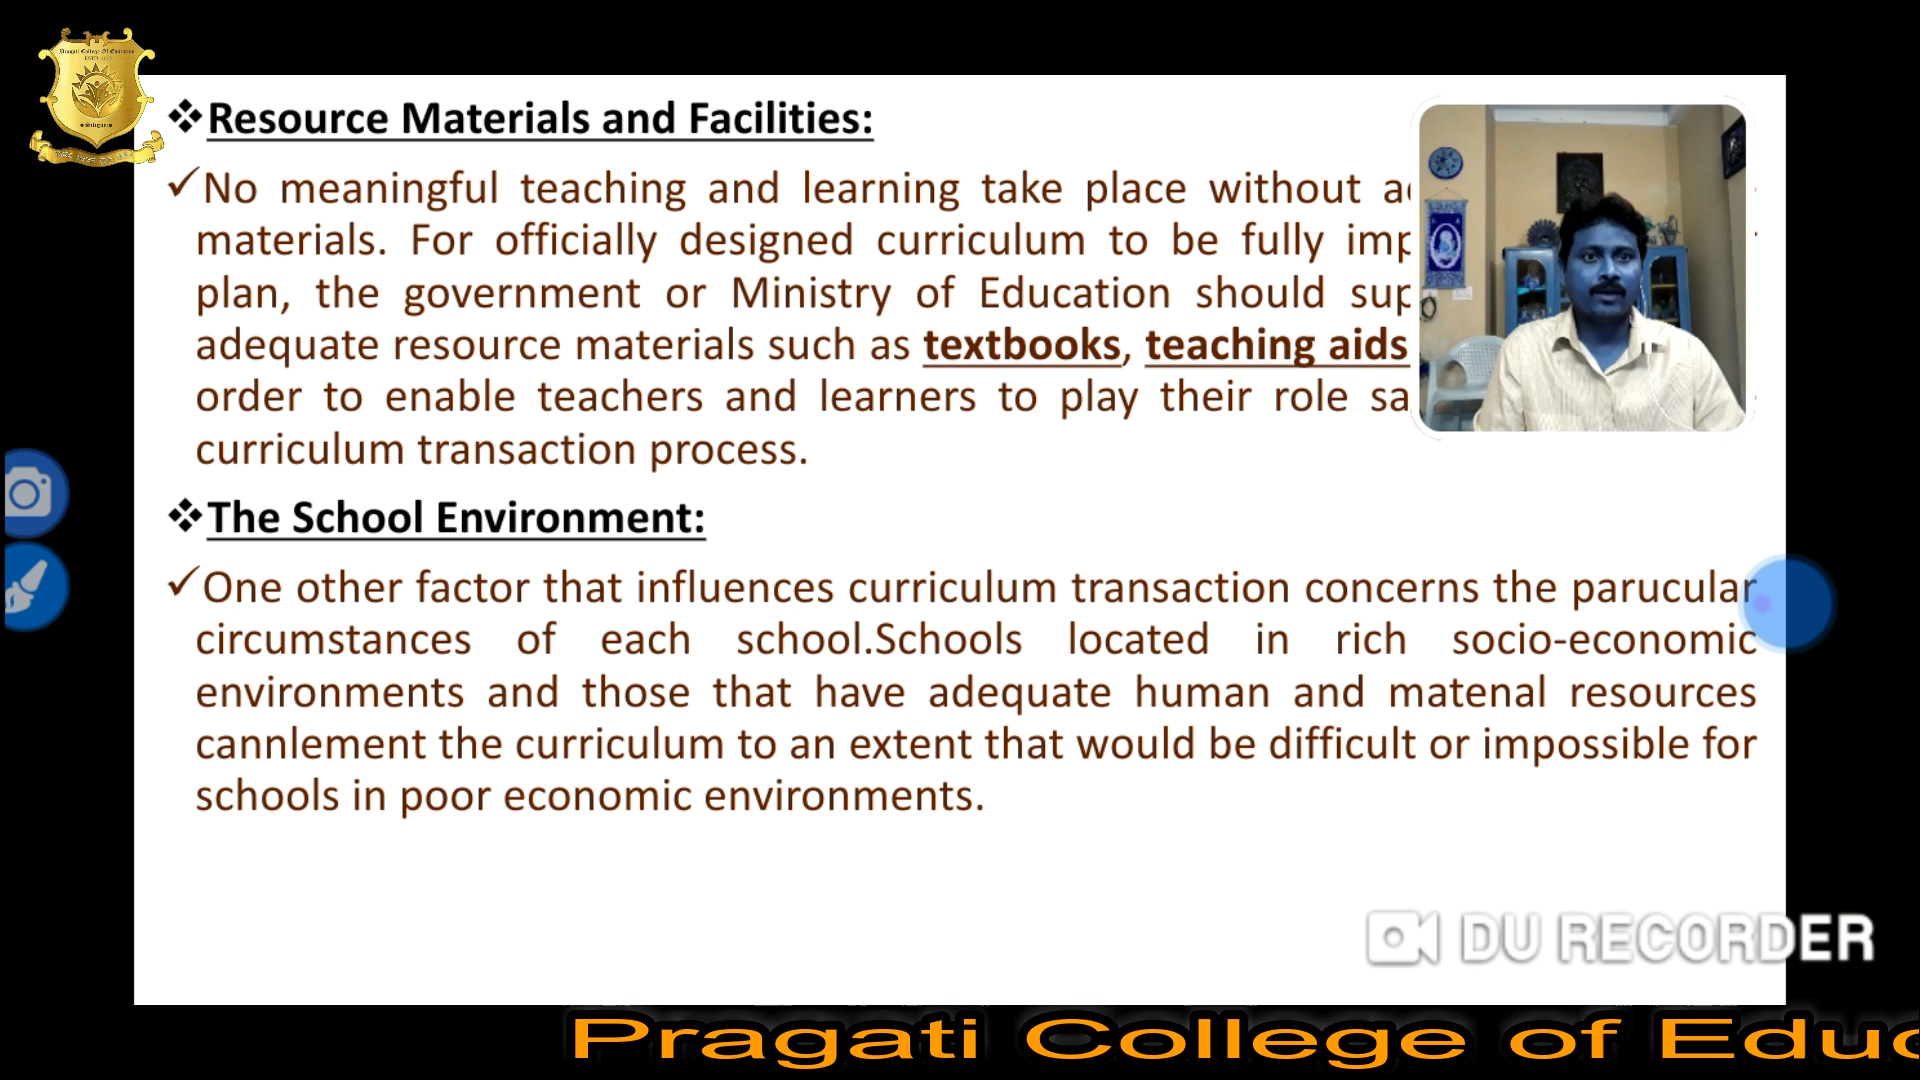 Pragati College Of Education
❖Resource Materials and Facilities:
✓No meaningful teaching and learning take place without
materials. For officially designed curriculum to be fully
plan, the government or Ministry of Education should
adequate resource materials such as textbooks, teaching aids
order to enable teachers and learners to play their role
curriculum transaction process.
❖The School Environment:
✓One other factor that influences curriculum transaction concerns the parucular
circumstances of each school.Schools located in rich socio-economic
environments and those that have adequate human and matenal resources
cannlement the curriculum to an extent that would be difficult or impossible for
schools in poor economic environments.
DU RECORDER
Pragati College of Educ